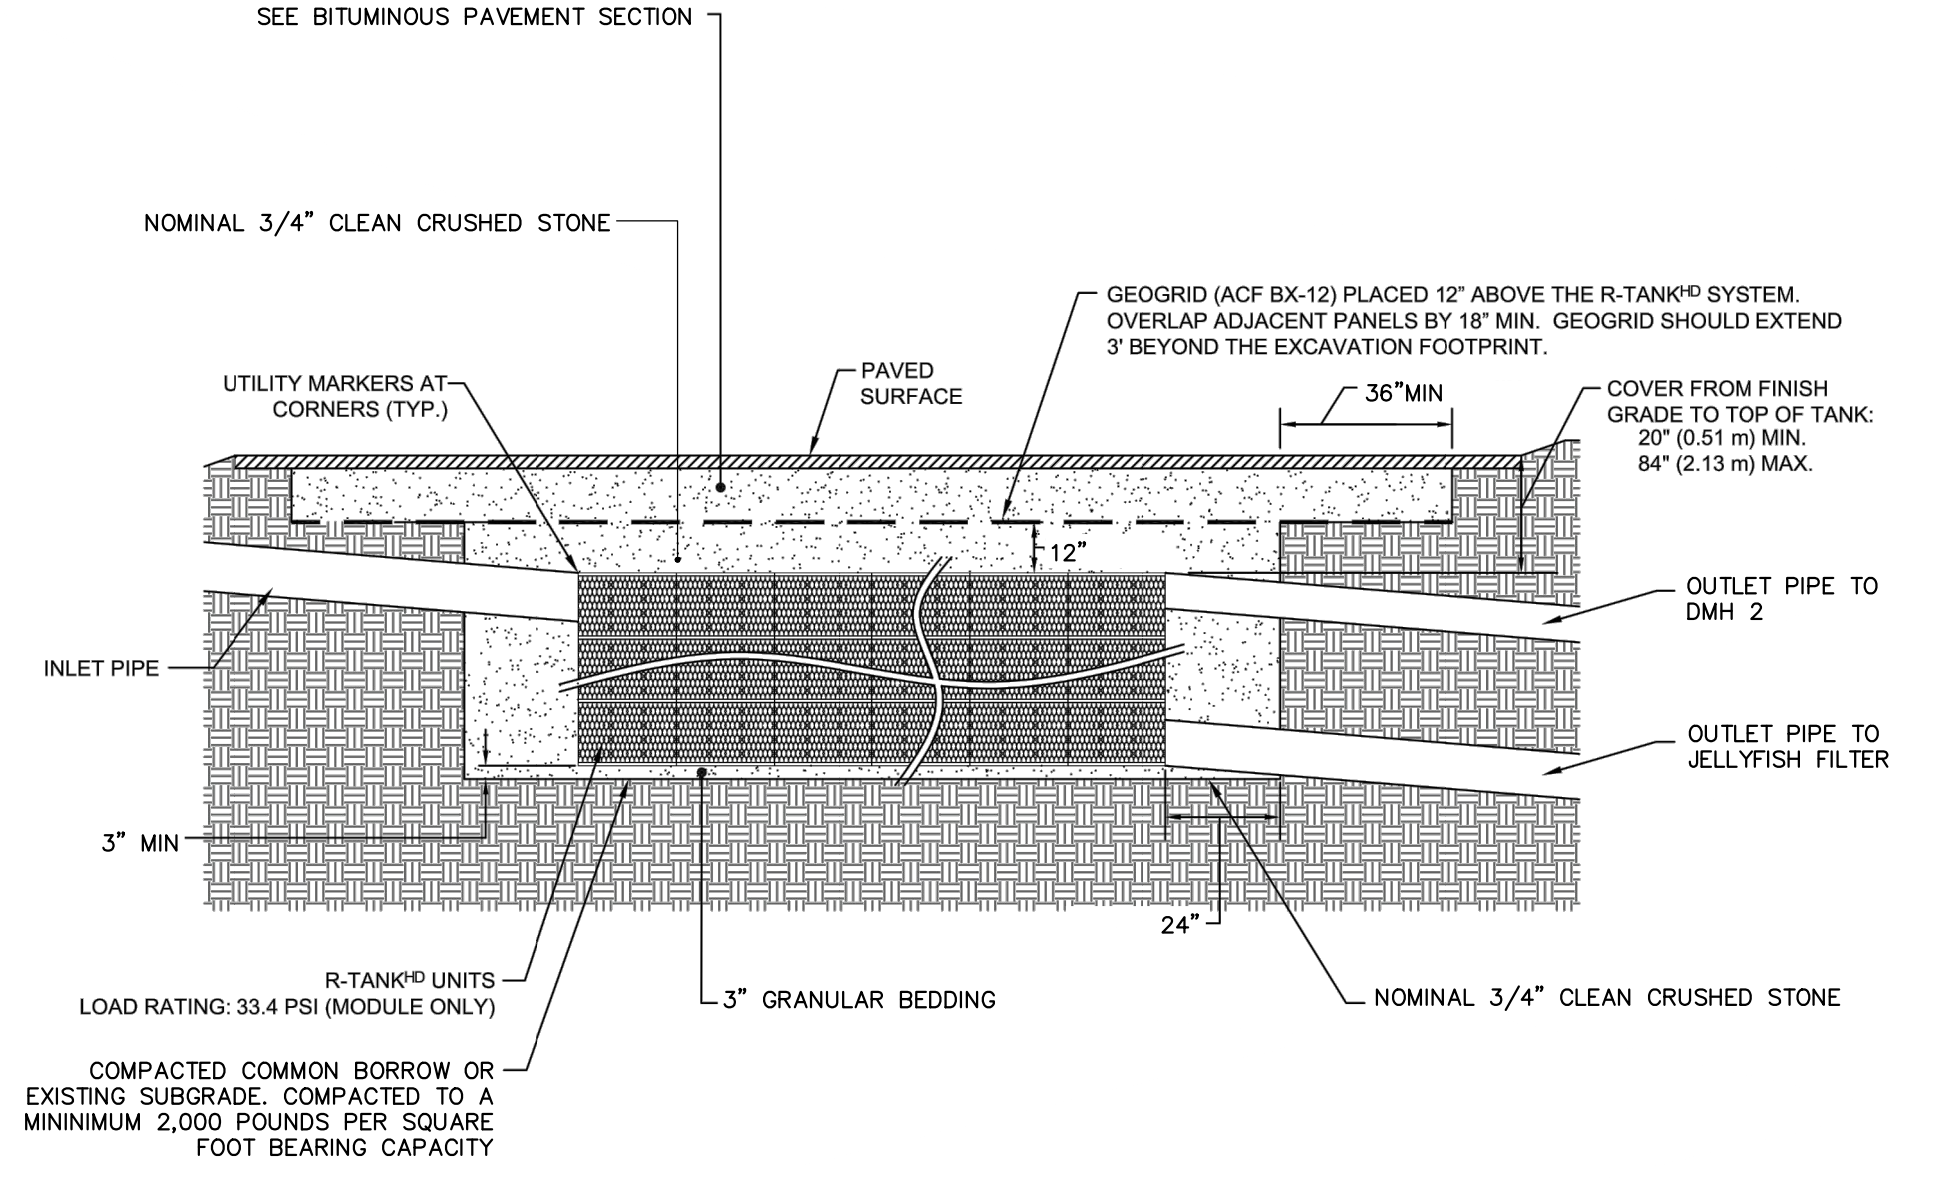 SEE BITUMINOUS PAVEMENT SECTION
NOMINAL 3/4" CLEAN CRUSHED STONE
GEOGRID (ACF BX-12) PLACED 12" ABOVE THE R-TANKHD SYSTEM.
OVERLAP ADJACENT PANELS BY 18" MIN. GEOGRID SHOULD EXTEND
3' BEYOND THE EXCAVATION FOOTPRINT.
UTILITY MARKERS AT
CORNERS (TYP.)
PAVED
SURFACE
36"MIN
COVER FROM FINISH
GRADE TO TOP OF TANK:
20" (0.51 m) MIN.
84" (2.13 m) MAX.
12"
OUTLET PIPE TO
DMH 2
INLET PIPE
OUTLET PIPE TO
JELLYFISH FILTER
3" MIN
24"
R-TANKHD UNITS
LOAD RATING: 33.4 PSI (MODULE ONLY)
3" GRANULAR BEDDING
NOMINAL 3/4" CLEAN CRUSHED STONE
COMPACTED COMMON BORROW OR
EXISTING SUBGRADE. COMPACTED TO A
MININIMUM 2,000 POUNDS PER SQUARE
FOOT BEARING CAPACITY